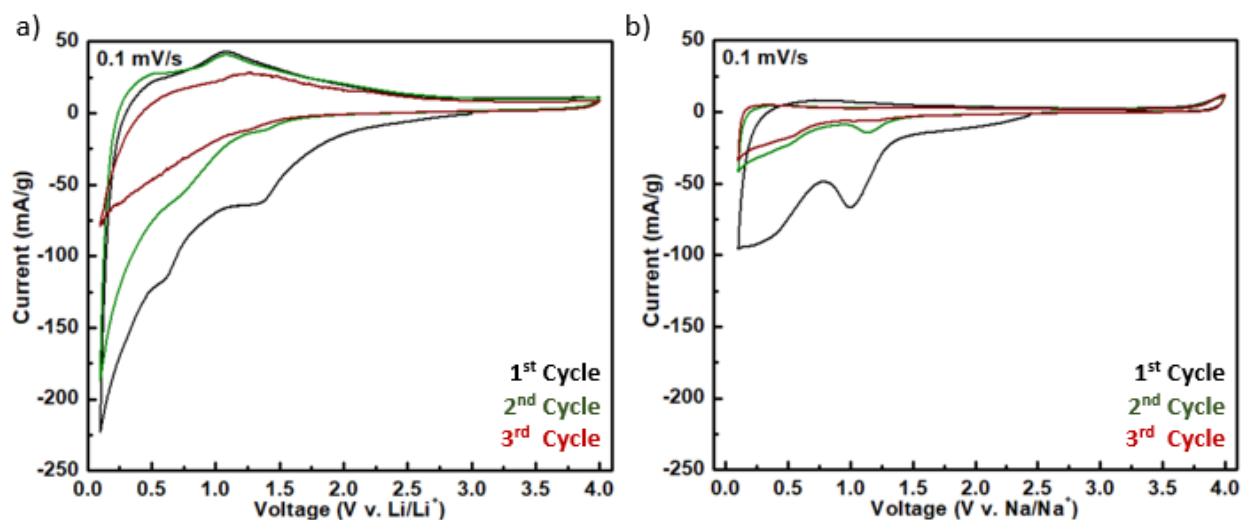 a)
0.1 mV/s
50
0
-50
-100
-150
-200
-250
Current (mA/g)
1st Cycle
2nd Cycle
3rd Cycle
0.0 0.5 1.0 1.5 2.0 2.5 3.0 3.5 4.0
Voltage (V v. Li/Li+)
b)
0.1 mV/s
50
0
-50
-100
-150
-200
-250
Current (mA/g)
1st Cycle
2nd Cycle
3rd Cycle
0.0 0.5 1.0 1.5 2.0 2.5 3.0 3.5 4.0
Voltage (V v. Na/Na+)